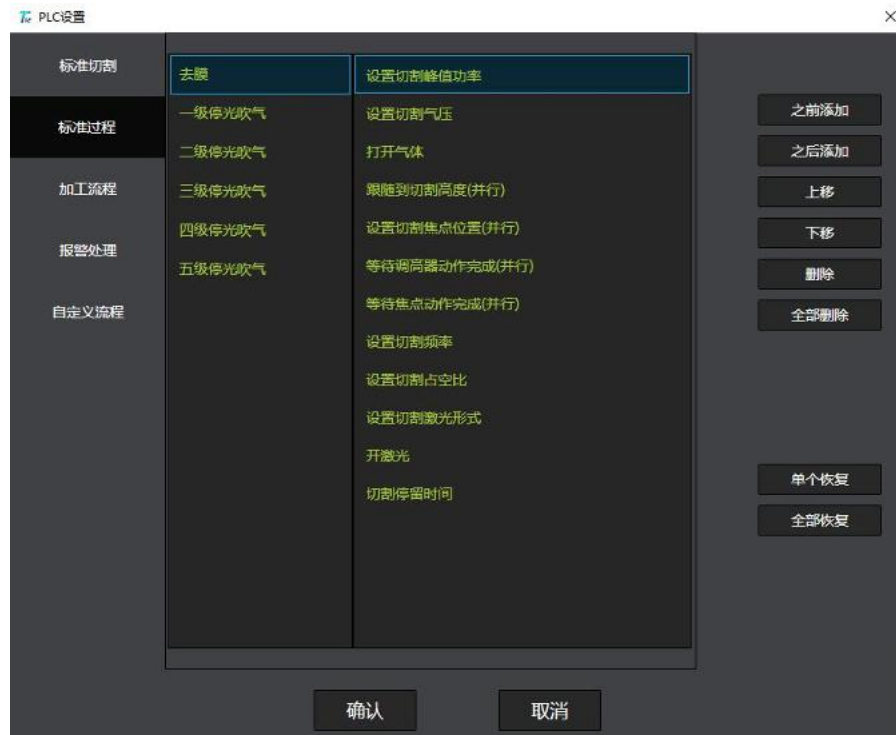 PLC设置
标准切割
标准过程
加工流程
报警处理
自定义流程
去膜
一级停光吹气
二级停光吹气
三级停光吹气
四级停光吹气
五级停光吹气
设置切割峰值功率
设置切割气压
打开气体
跟随到切割高度(并行)
设置切割焦点位置(并行)
等待调高器动作完成(并行)
等待焦点动作完成(并行)
设置切割频率
设置切割占空比
设置切割激光形式
开激光
切割停留时间
之前添加
之后添加
上移
下移
删除
全部删除
单个恢复
全部恢复
确认
取消